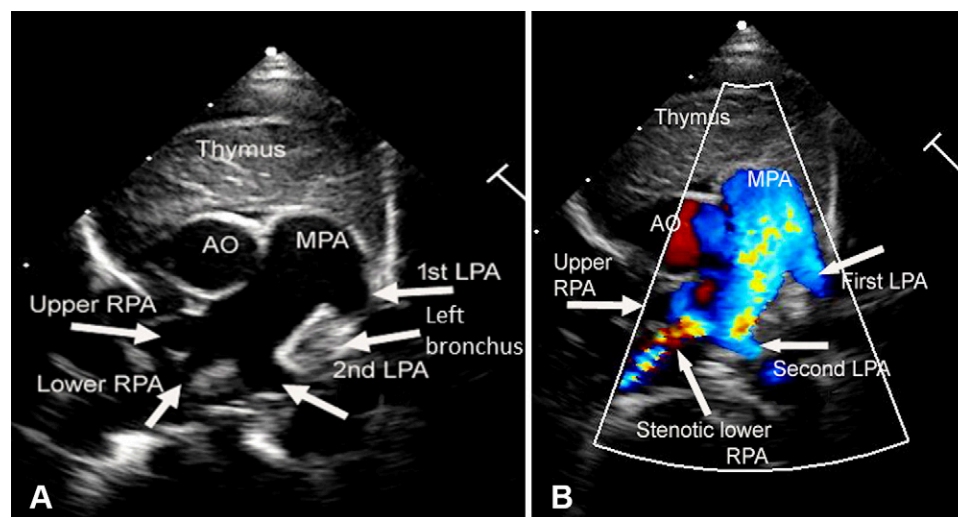 Thymus
AO
MPA
1st LPA
Upper RPA
Left
bronchus
2nd LPA
Lower RPA
A
Thymus
MPA
AO
Upper
RPA
First LPA
Second LPA
Stenotic lower
RPA
B